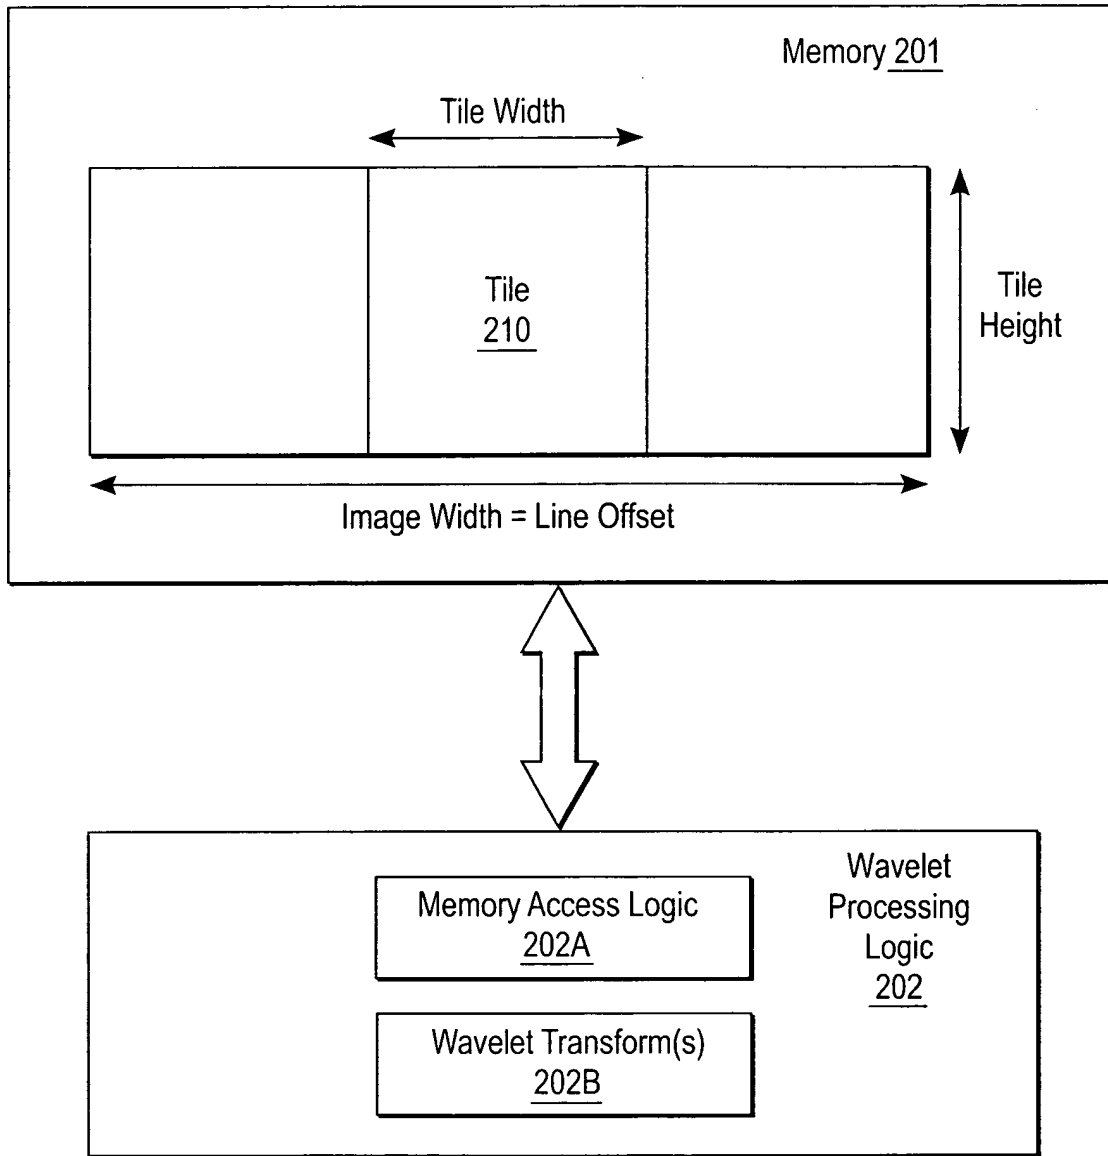 Memory 201
Tile Width
Tile
210
Tile
Height
Image Width = Line Offset
Wavelet
Processing
Logic
202
Memory Access Logic
202A
Wavelet Transform(s)
202B